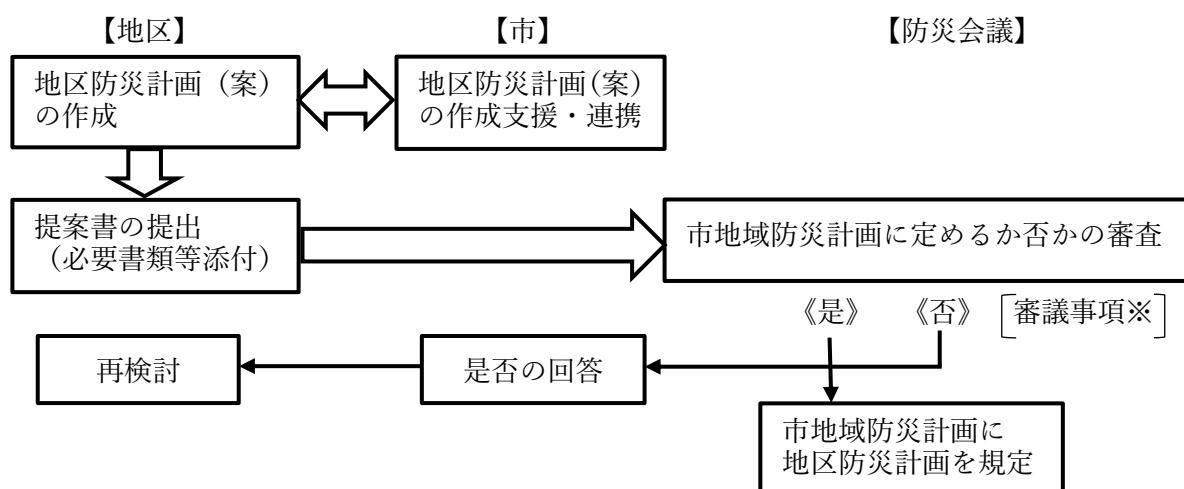 【地区】
【市】
【防災会議】
地区防災計画（案）
の作成
地区防災計画（案）
の作成支援・連携
提案書の提出
（必要書類等添付）
市地域防災計画に定めるか否かの審査
《是》
《否》
審議事項※
再検討
是否の回答
市地域防災計画に
地区防災計画を規定